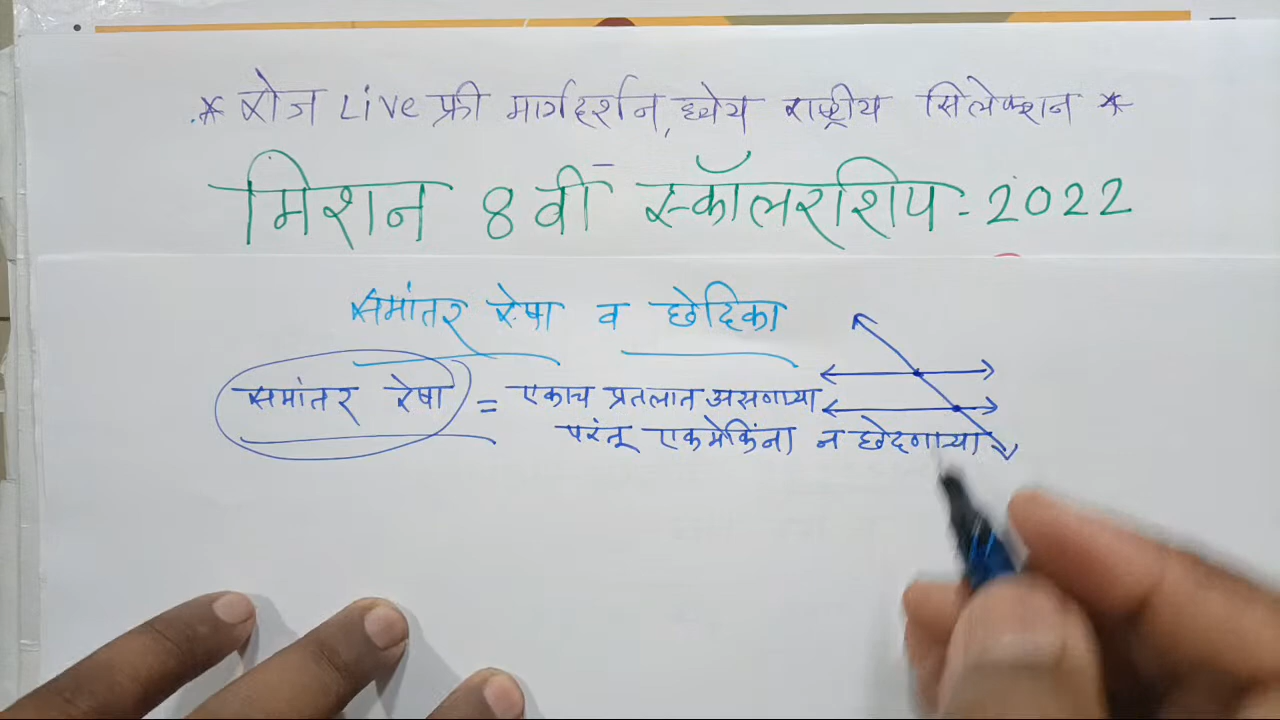 * रोज Live फ्री मार्गदर्शन, ध्येय राष्ट्रीय सिलेक्शन *
मिशन 8 वी स्कॉलरशिप - 2022
समांतर रेषा व छेदिका
समांतर रेषा = एकाच प्रतलात असणाऱ्या
परंतू एकमेकिंना न छेदणाऱ्या